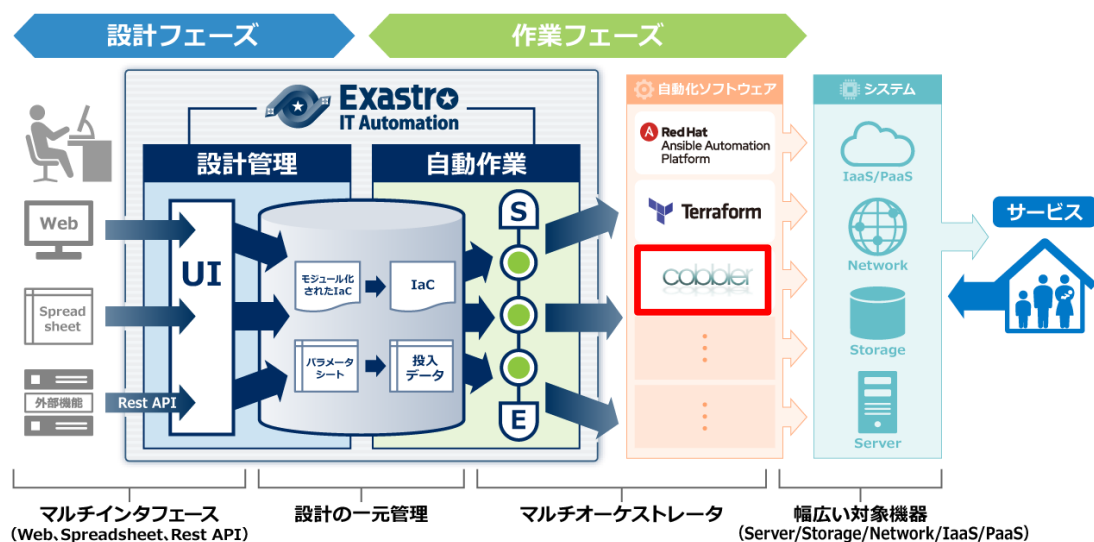 設計フェーズ
作業フェーズ
Exastro
IT Automation
設計管理
自動作業
Web
Spread
sheet
外部機能
Rest API
UI
モジュール化
されたIaC
IaC
パラメータ
シート
投入
データ
S
E
自動化ソフトウェア
Red Hat
Ansible Automation
Platform
Terraform
cobbler
システム
IaaS/PaaS
Network
Storage
Server
サービス
マルチインタフェース
(Web、Spreadsheet、Rest API)
設計の一元管理
マルチオーケストレータ
幅広い対象機器
(Server/Storage/Network/IaaS/PaaS)